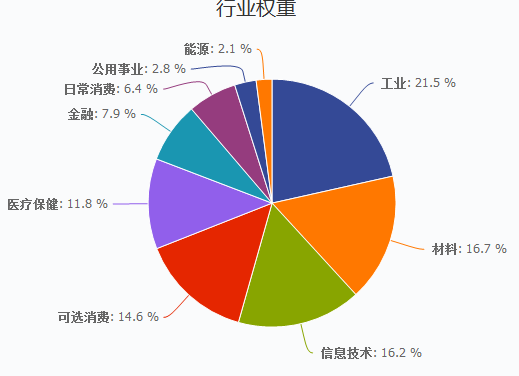 行业权重
能源: 2.1 %
公用事业: 2.8 %
日常消费: 6.4 %
金融: 7.9 %
医疗保健: 11.8 %
可选消费: 14.6 %
工业: 21.5 %
材料: 16.7 %
信息技术: 16.2 %